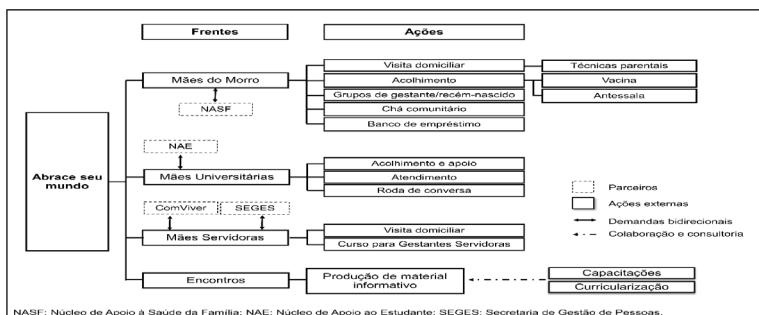 Frentes
Ações
Visita domiciliar
Técnicas parentais
Mães do Morro
Acolhimento
Vacina
Grupos de gestante/recém-nascido
Antessala
NASF
Chá comunitário
Banco de empréstimo
NAE
Abrace seu
mundo
Mães Universitárias
Acolhimento e apoio
Atendimento
Roda de conversa
Parceiros
Ações externas
Demandas bidirecionais
Colaboração e consultoria
ComViver
SEGES
Mães Servidoras
Visita domiciliar
Curso para Gestantes Servidoras
Encontros
Produção de material
informativo
Capacitações
Curricularização
NASF: Núcleo de Apoio à Saúde da Família; NAE: Núcleo de Apoio ao Estudante; SEGES: Secretaria de Gestão de Pessoas.